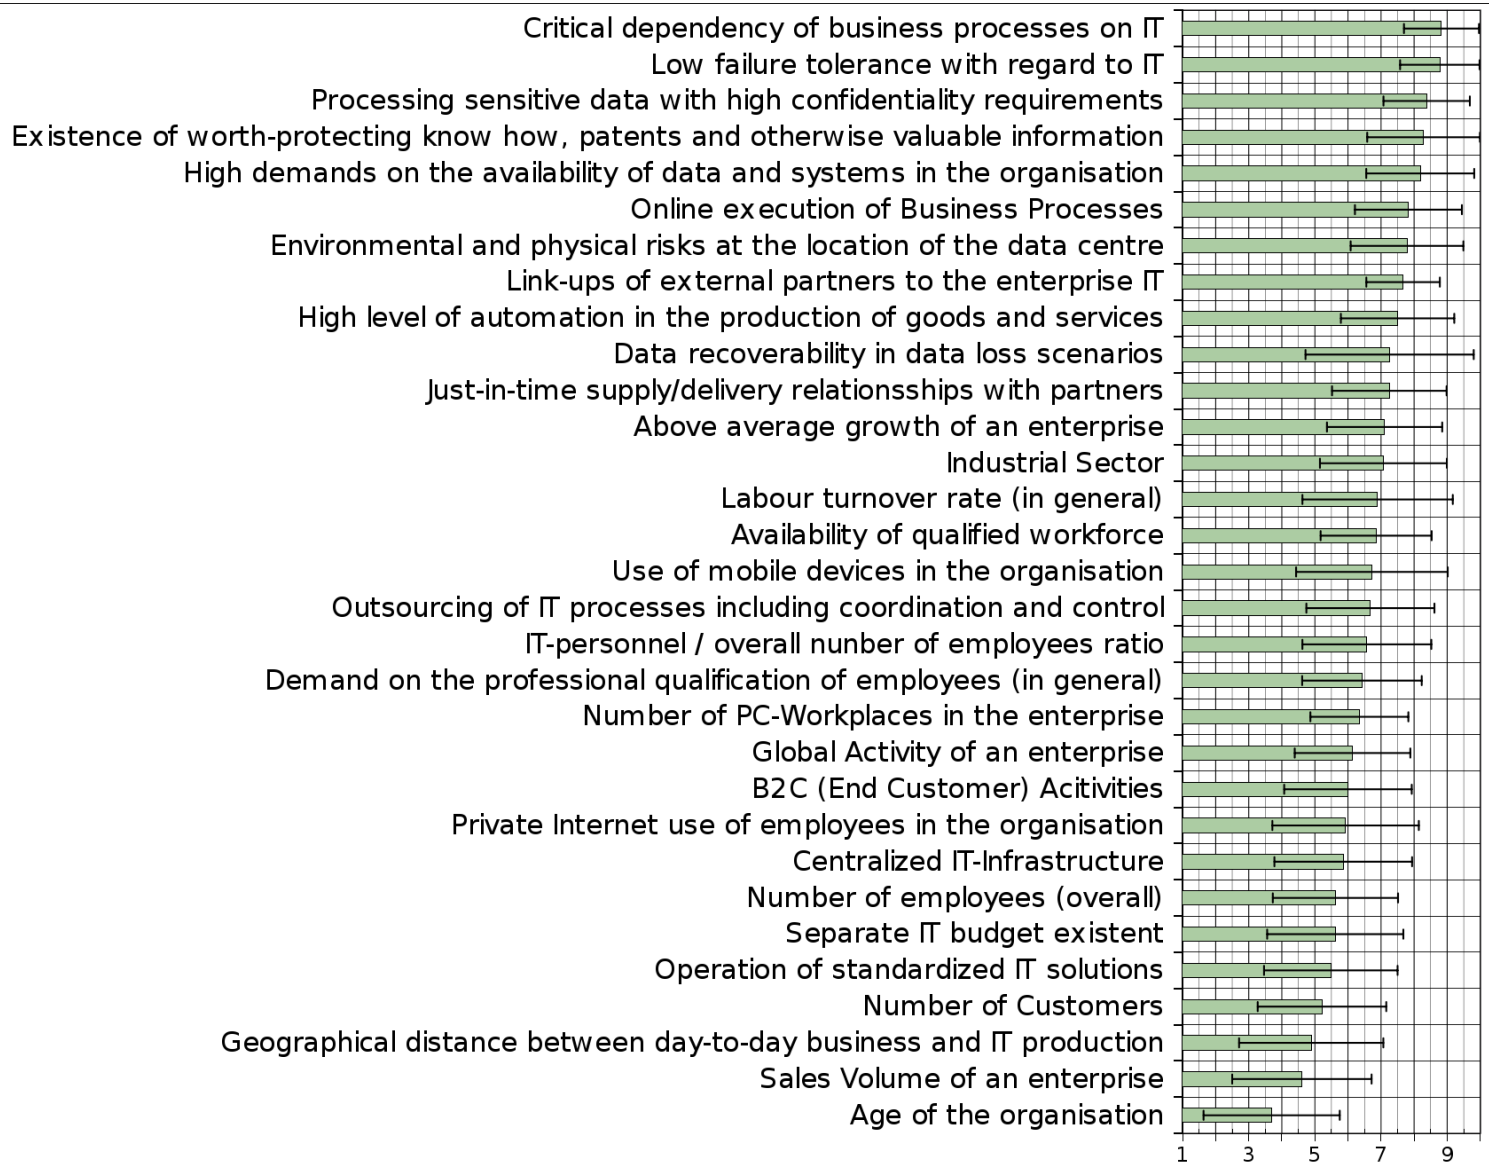 Critical dependency of business processes on IT
Low failure tolerance with regard to IT
Processing sensitive data with high confidentiality requirements
Existence of worth-protecting know how, patents and otherwise valuable information
High demands on the availability of data and systems in the organisation
Online execution of Business Processes
Environmental and physical risks at the location of the data centre
Link-ups of external partners to the enterprise IT
High level of automation in the production of goods and services
Data recoverability in data loss scenarios
Just-in-time supply/delivery relationsships with partners
Above average growth of an enterprise
Industrial Sector
Labour turnover rate (in general)
Availability of qualified workforce
Use of mobile devices in the organisation
Outsourcing of IT processes including coordination and control
IT-personnel / overall nunber of employees ratio
Demand on the professional qualification of employees (in general)
Number of PC-Workplaces in the enterprise
Global Activity of an enterprise
B2C (End Customer) Acitivities
Private Internet use of employees in the organisation
Centralized IT-Infrastructure
Number of employees (overall)
Separate IT budget existent
Operation of standardized IT solutions
Number of Customers
Geographical distance between day-to-day business and IT production
Sales Volume of an enterprise
Age of the organisation
1 3 5 7 9